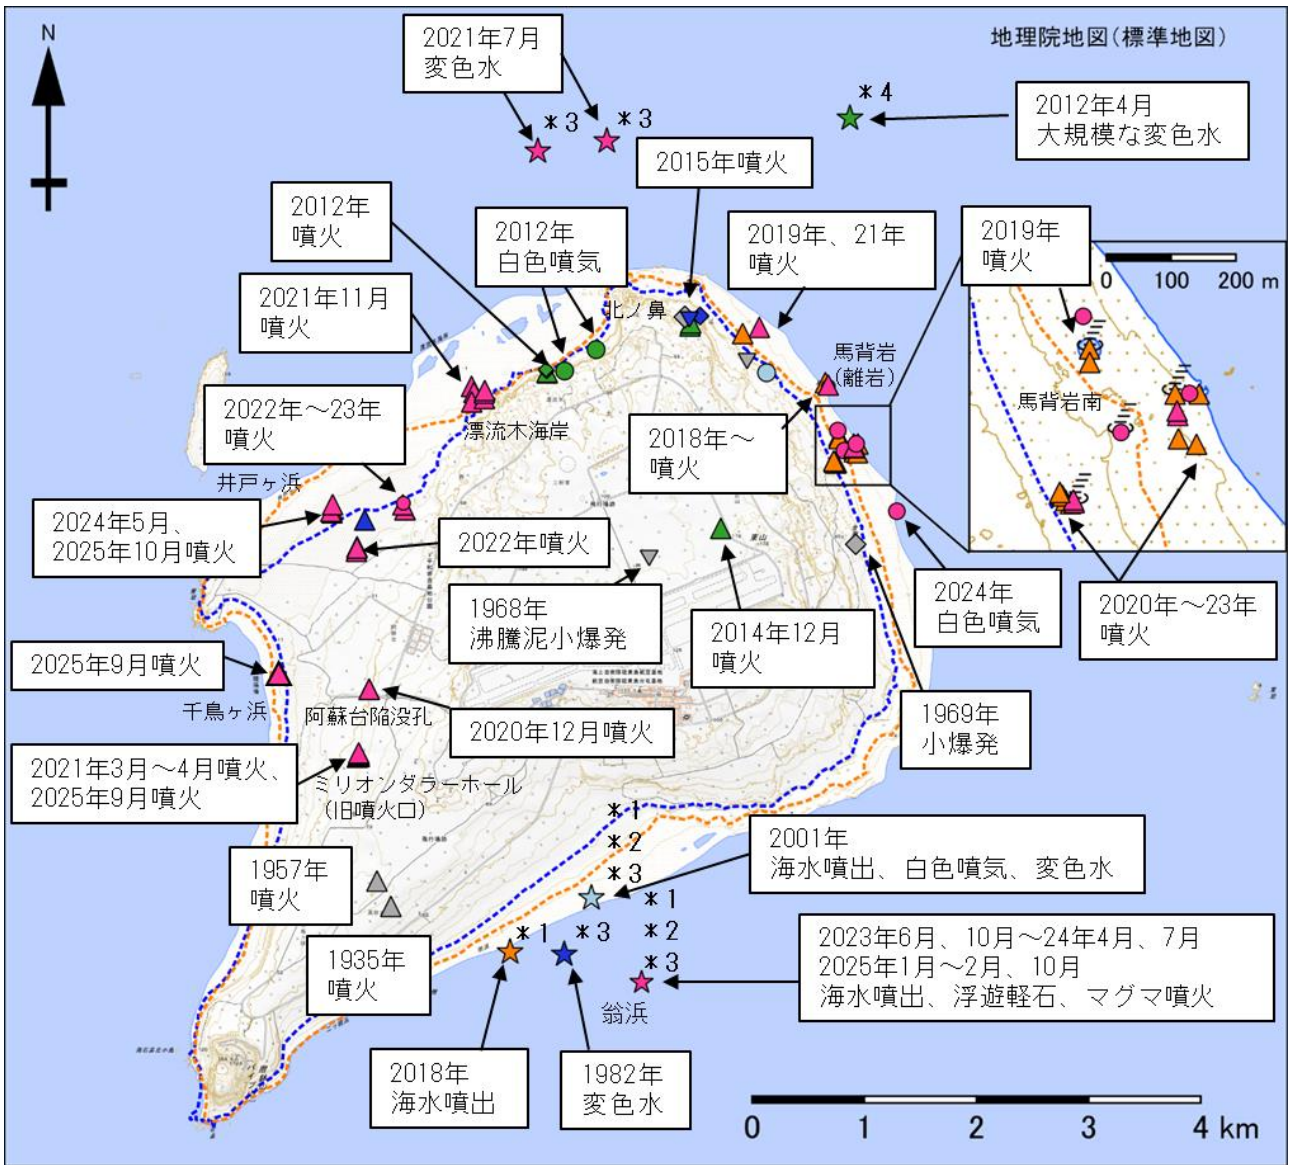 N
地理院地図(標準地図)
2021年7月
変色水
＊3
＊3
＊4
2012年4月
大規模な変色水
2015年噴火
2012年
噴火
2012年
白色噴気
2019年、21年
噴火
2019年
噴火
0 100 200 m
2021年11月
噴火
北ノ鼻
馬背岩
(離岩)
馬背岩南
2022年～23年
噴火
漂流木海岸
2018年～
噴火
井戸ヶ浜
2024年5月、
2025年10月噴火
2022年噴火
東山
1968年
沸騰泥小爆発
2014年12月
噴火
2024年
白色噴気
2020年～23年
噴火
2025年9月噴火
千鳥ヶ浜
阿蘇台陥没孔
2020年12月噴火
1969年
小爆発
2021年3月～4月噴火、
2025年9月噴火
ミリオンダラーホール
(旧噴火口)
＊1
＊2
＊3
2001年
海水噴出、白色噴気、変色水
1957年
噴火
1935年
噴火
＊1
＊3
＊1
＊2
＊3
2023年6月、10月～24年4月、7月
2025年1月～2月、10月
海水噴出、浮遊軽石、マグマ噴火
翁浜
2018年
海水噴出
1982年
変色水
0 1 2 3 4 km